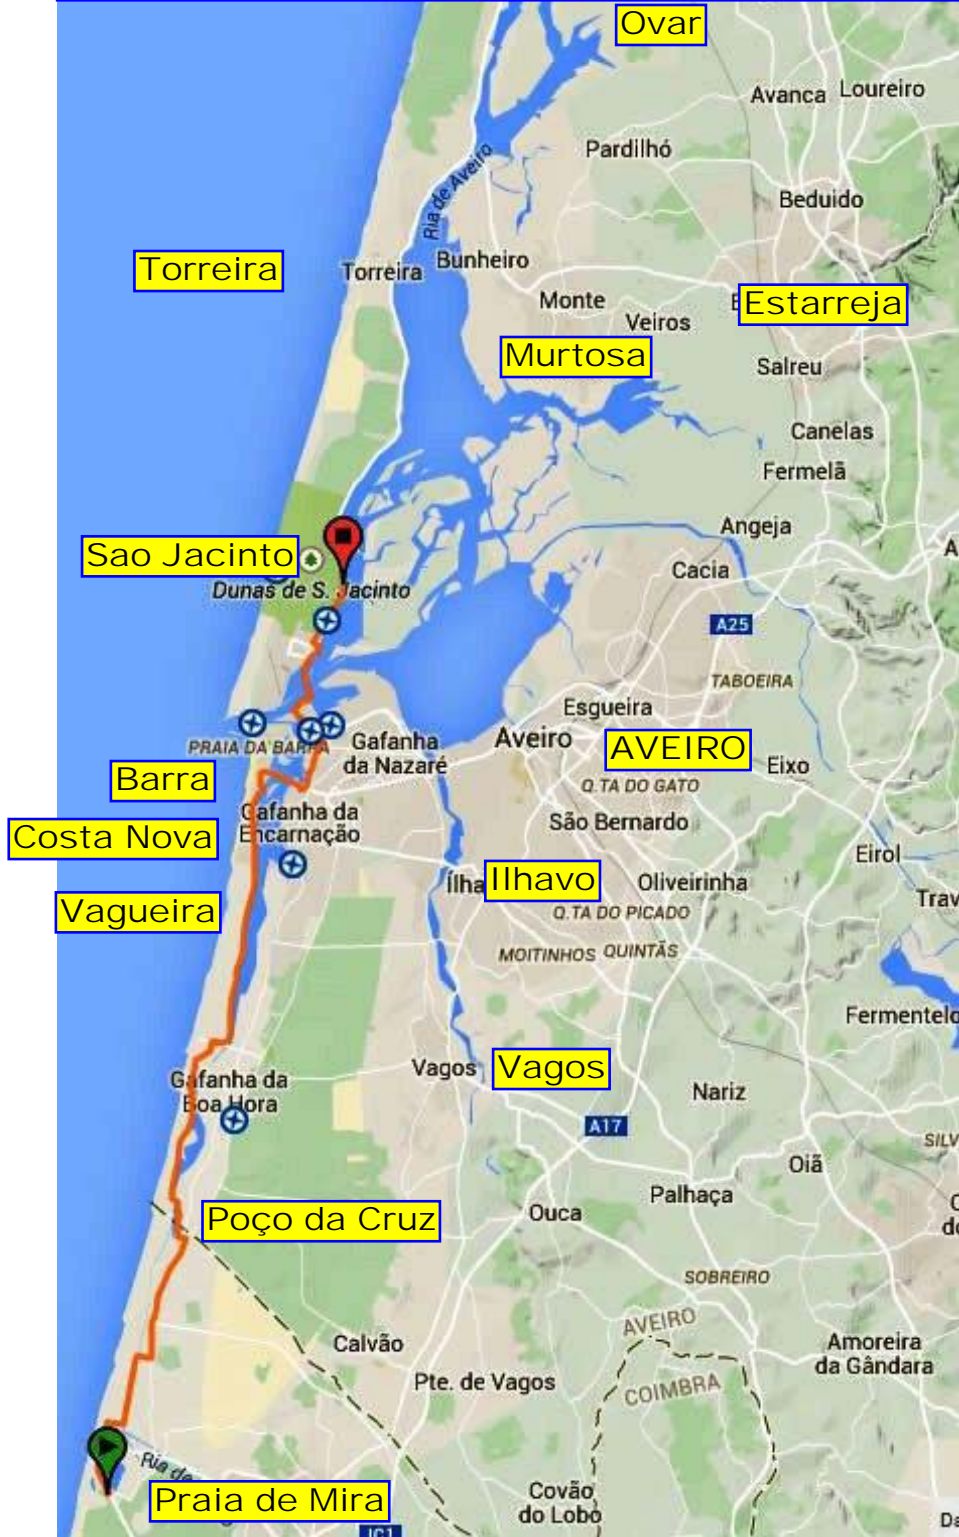 Ovar
Avanca
Loureiro
Pardilhó
Ria de Aveiro
Beduido
Torreira
Torreira
Bunheiro
Monte
Estarreja
Veiros
Murtosa
Salreu
Canelas
Fermelã
Angeja
Sao Jacinto
Dunas de S. Jacinto
Cacia
A25
TABOEIRA
Esgueira
PRAIA DA BARRA
Gafanha
da Nazaré
Aveiro
AVEIRO
Eixo
Barra
Q.TA DO GATO
Gafanha da
Encarnação
São Bernardo
Costa Nova
Eirol
Ilhavo
Oliveirinha
Vagueira
Q.TA DO PICADO
MOITINHOS
QUINTÃS
Gafanha da
Boa Hora
Vagos
Vagos
Nariz
A17
Oiã
Palhaça
Poço da Cruz
Ouca
SOBREIRO
AVEIRO
COIMBRA
Calvão
Amoreira
da Gândara
Pte. de Vagos
Praia de Mira
Covão
do Lobo
IC1